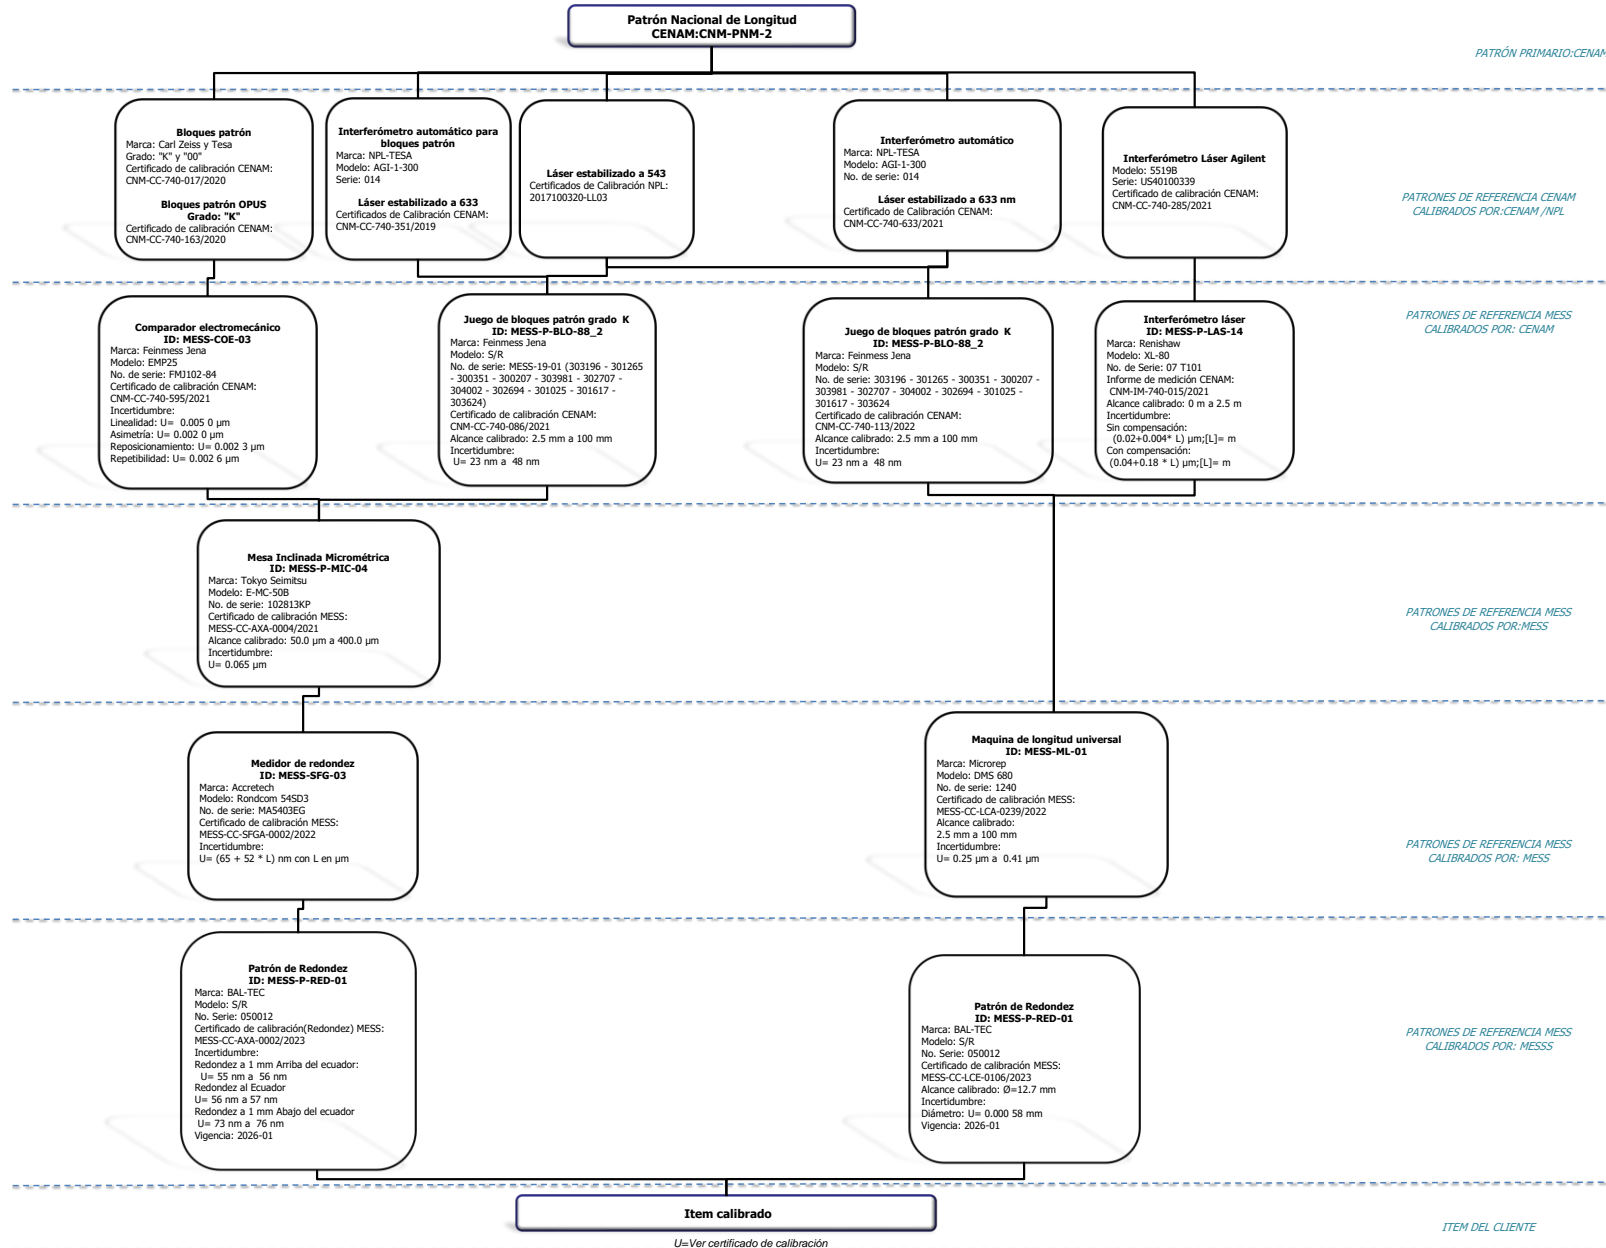 Patrón Nacional de Longitud
CENAM:CNM-PNM-2
PATRÓN PRIMARIO:CENAM
Bloques patrón
Marca: Carl Zeiss y Tesa
Grado: "K" y "00"
Certificado de calibración CENAM:
CNM-CC-740-017/2020
Bloques patrón OPUS
Grado: "K"
Certificado de calibración CENAM:
CNM-CC-740-163/2020
Interferómetro automático para
bloques patrón
Marca: NPL-TESA
Modelo: AGI-1-300
Serie: 014
Láser estabilizado a 633
Certificados de Calibración CENAM:
CNM-CC-740-351/2019
Láser estabilizado a 543
Certificados de Calibración NPL:
2017100320-LL03
Interferómetro automático
Marca: NPL-TESA
Modelo: AGI-1-300
No. de serie: 014
Láser estabilizado a 633 nm
Certificado de Calibración CENAM:
CNM-CC-740-633/2021
Interferómetro Láser Agilent
Modelo: 5519B
Serie: US40100339
Certificado de calibración CENAM:
CNM-CC-740-285/2021
PATRONES DE REFERENCIA CENAM
CALIBRADOS POR:CENAM /NPL
Comparador electromecánico
ID: MESS-COE-03
Marca: Feinmess Jena
Modelo: EMP25
No. de serie: FMJ102-84
Certificado de calibración CENAM:
CNM-CC-740-595/2021
Incertidumbre:
Linealidad: U=  0.005 0 µm
Asimetría: U= 0.002 0 µm
Reposicionamiento: U= 0.002 3 µm
Repetibilidad: U= 0.002 6 µm
Juego de bloques patrón grado  K
ID: MESS-P-BLO-88_2
Marca: Feinmess Jena
Modelo: S/R
No. de serie: MESS-19-01 (303196 - 301265
- 300351 - 300207 - 303981 - 302707 -
304002 - 302694 - 301025 - 301617 -
303624)
Certificado de calibración CENAM:
CNM-CC-740-086/2021
Alcance calibrado: 2.5 mm a 100 mm
Incertidumbre:
U= 23 nm a  48 nm
Juego de bloques patrón grado  K
ID: MESS-P-BLO-88_2
Marca: Feinmess Jena
Modelo: S/R
No. de serie: 303196 - 301265 - 300351 - 300207 -
303981 - 302707 - 304002 - 302694 - 301025 -
301617 - 303624
Certificado de calibración CENAM:
CNM-CC-740-113/2022
Alcance calibrado: 2.5 mm a 100 mm
Incertidumbre:
U= 23 nm a  48 nm
Interferómetro láser
ID: MESS-P-LAS-14
Marca: Renishaw
Modelo: XL-80
No. de Serie: 07 T101
Informe de medición CENAM:
CNM-IM-740-015/2021
Alcance calibrado: 0 m a 2.5 m
Incertidumbre:
Sin compensación:
(0.02+0.004* L) µm;[L]= m
Con compensación:
(0.04+0.18 * L) µm;[L]= m
PATRONES DE REFERENCIA MESS
CALIBRADOS POR: CENAM
Mesa Inclinada Micrométrica
ID: MESS-P-MIC-04
Marca: Tokyo Seimitsu
Modelo: E-MC-50B
No. de serie: 102813KP
Certificado de calibración MESS:
MESS-CC-AXA-0004/2021
Alcance calibrado: 50.0 µm a 400.0 µm
Incertidumbre:
U= 0.065 µm
PATRONES DE REFERENCIA MESS
CALIBRADOS POR:MESS
Medidor de redondez
ID: MESS-SFG-03
Marca: Accretech
Modelo: Rondcom 54SD3
No. de serie: MA5403EG
Certificado de calibración MESS:
MESS-CC-SFGA-0002/2022
Incertidumbre:
U= (65 + 52 * L) nm con L en µm
Maquina de longitud universal
ID: MESS-ML-01
Marca: Microrep
Modelo: DMS 680
No. de serie: 1240
Certificado de calibración MESS:
MESS-CC-LCA-0239/2022
Alcance calibrado:
2.5 mm a 100 mm
Incertidumbre:
U= 0.25 µm a  0.41 µm
PATRONES DE REFERENCIA MESS
CALIBRADOS POR: MESS
Patrón de Redondez
ID: MESS-P-RED-01
Marca: BAL-TEC
Modelo: S/R
No. Serie: 050012
Certificado de calibración(Redondez) MESS:
MESS-CC-AXA-0002/2023
Incertidumbre:
Redondez a 1 mm Arriba del ecuador:
U= 55 nm a  56 nm
Redondez al Ecuador
U= 56 nm a 57 nm
Redondez a 1 mm Abajo del ecuador
U= 73 nm a  76 nm
Vigencia: 2026-01
Patrón de Redondez
ID: MESS-P-RED-01
Marca: BAL-TEC
Modelo: S/R
No. Serie: 050012
Certificado de calibración MESS:
MESS-CC-LCE-0106/2023
Alcance calibrado: Ø=12.7 mm
Incertidumbre:
Diámetro: U= 0.000 58 mm
Vigencia: 2026-01
PATRONES DE REFERENCIA MESS
CALIBRADOS POR: MESSS
Item calibrado
ITEM DEL CLIENTE
U=Ver certificado de calibración